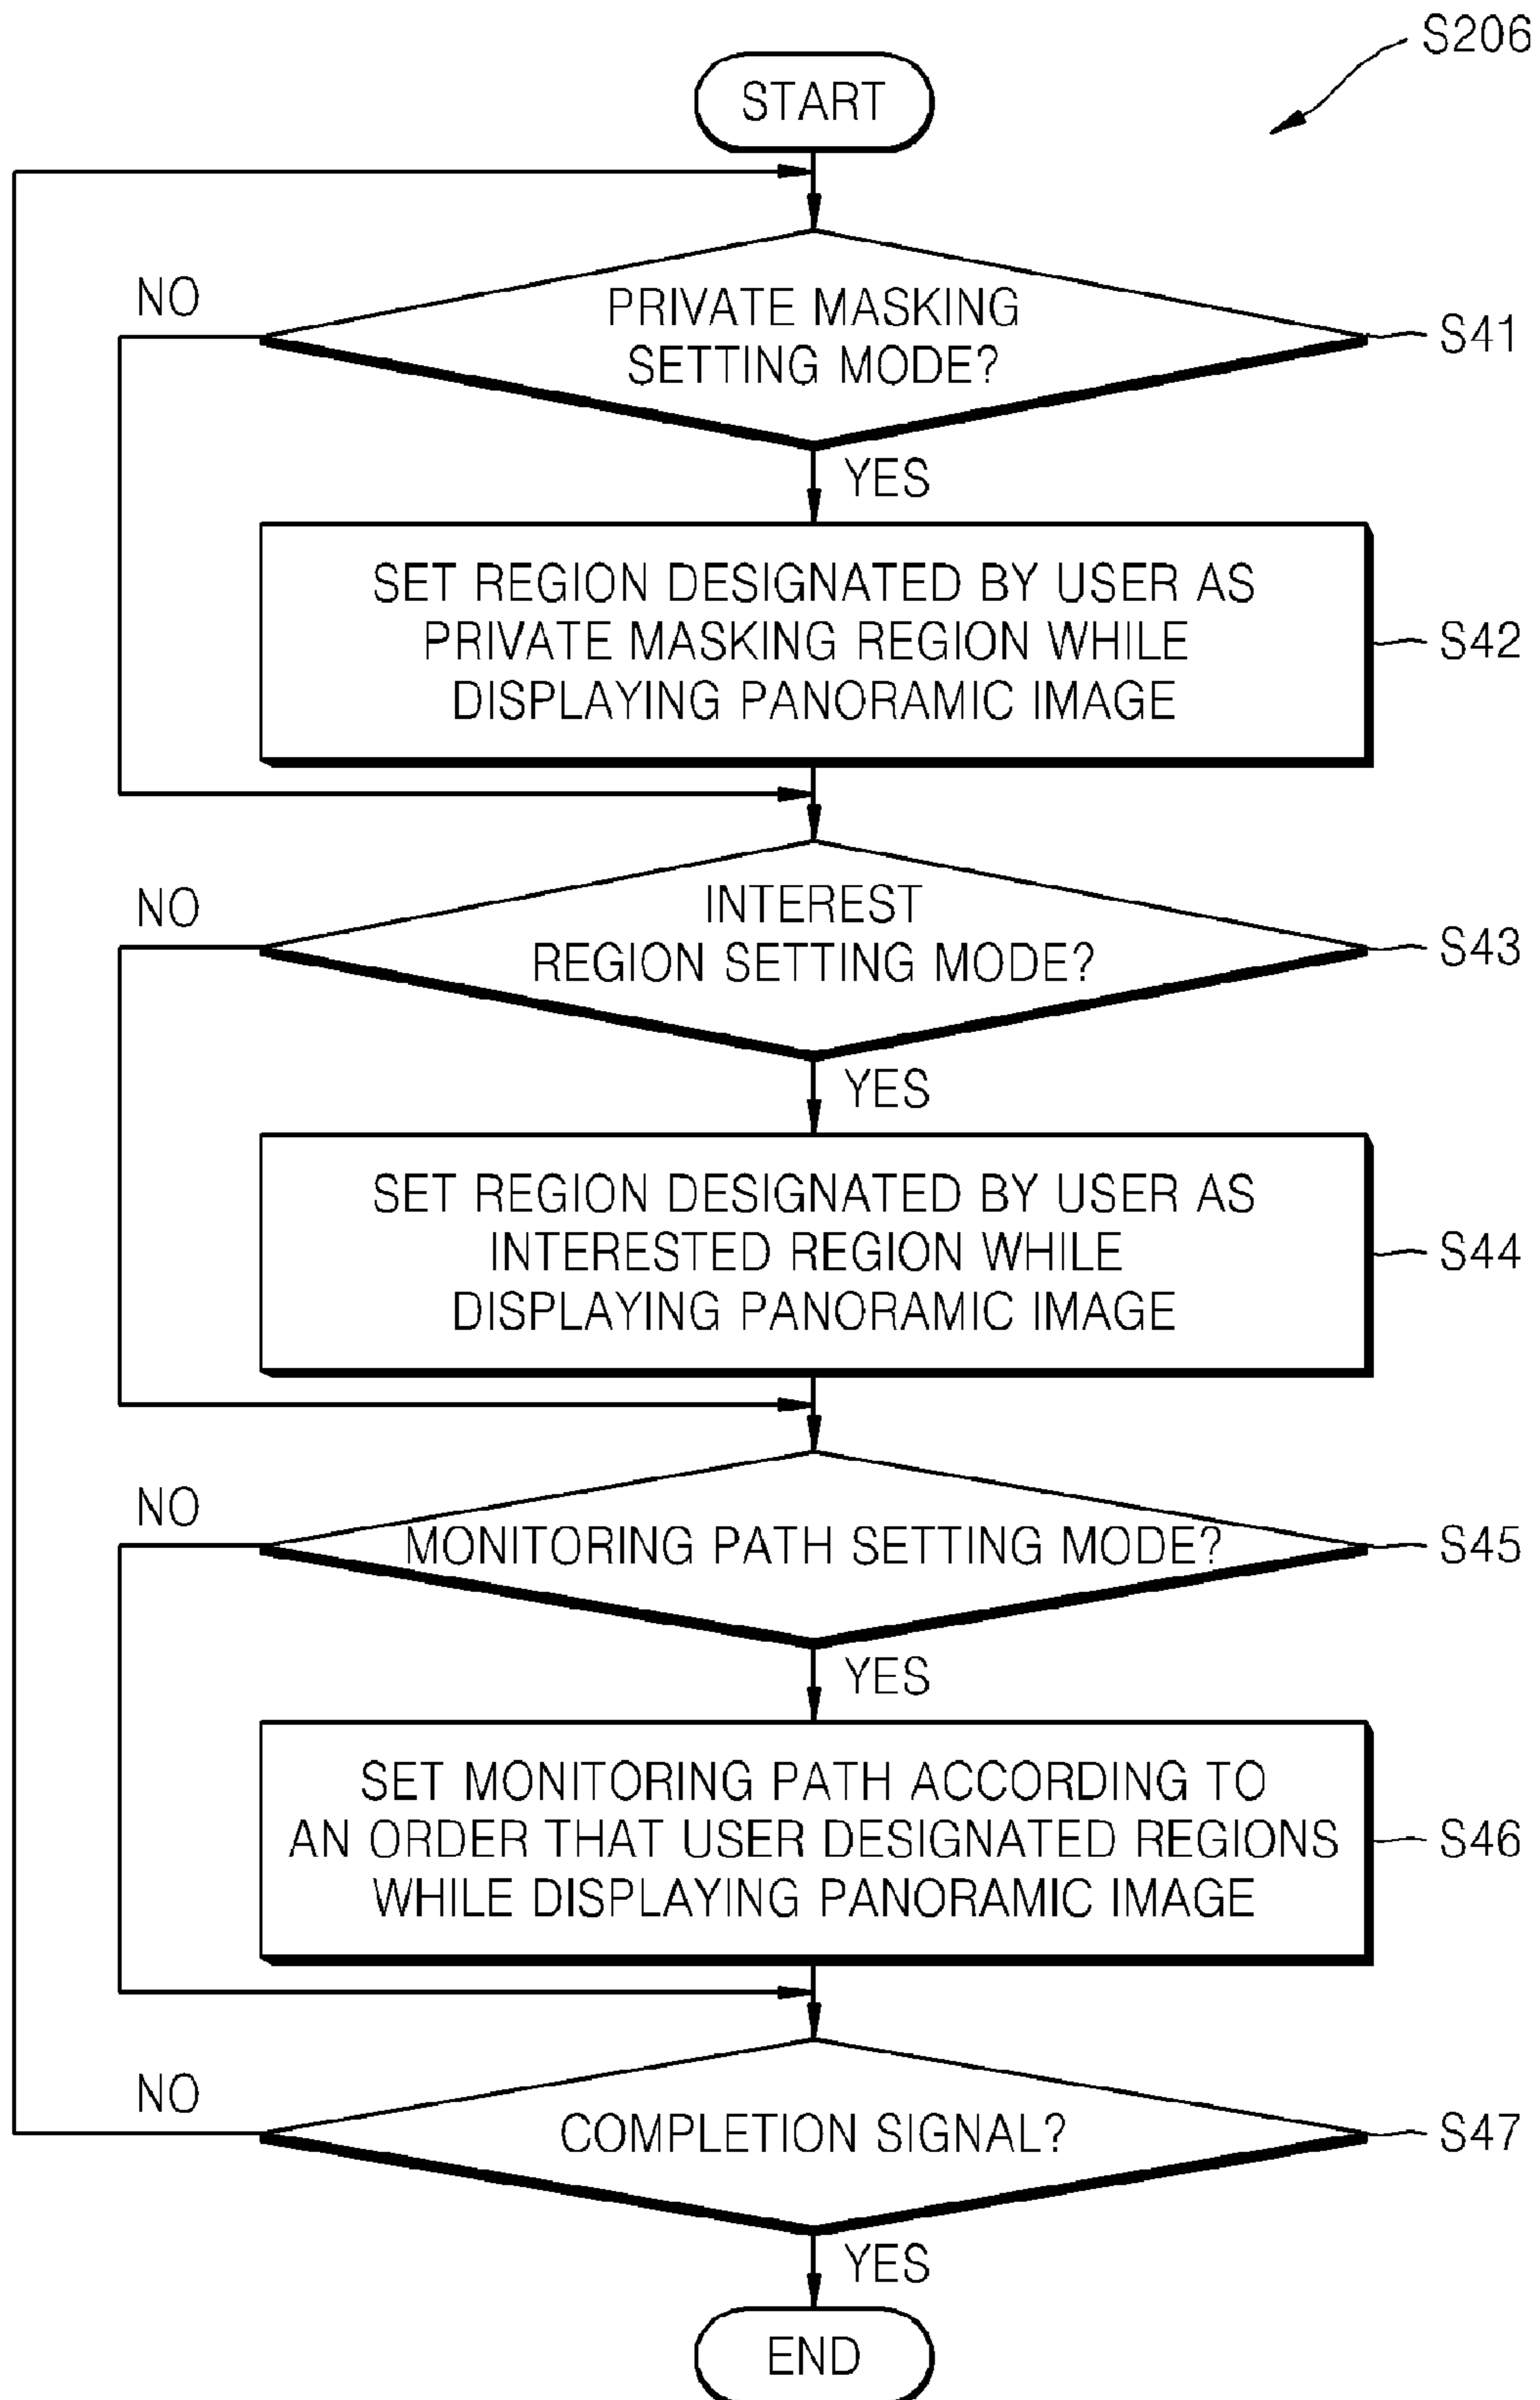 S206
START
NO
PRIVATE MASKING
SETTING MODE?
S41
YES
SET REGION DESIGNATED BY USER AS
PRIVATE MASKING REGION WHILE
DISPLAYING PANORAMIC IMAGE
S42
NO
INTEREST
REGION SETTING MODE?
S43
YES
SET REGION DESIGNATED BY USER AS
INTERESTED REGION WHILE
DISPLAYING PANORAMIC IMAGE
S44
NO
MONITORING PATH SETTING MODE?
S45
YES
SET MONITORING PATH ACCORDING TO
AN ORDER THAT USER DESIGNATED REGIONS
WHILE DISPLAYING PANORAMIC IMAGE
S46
NO
COMPLETION SIGNAL?
S47
YES
END